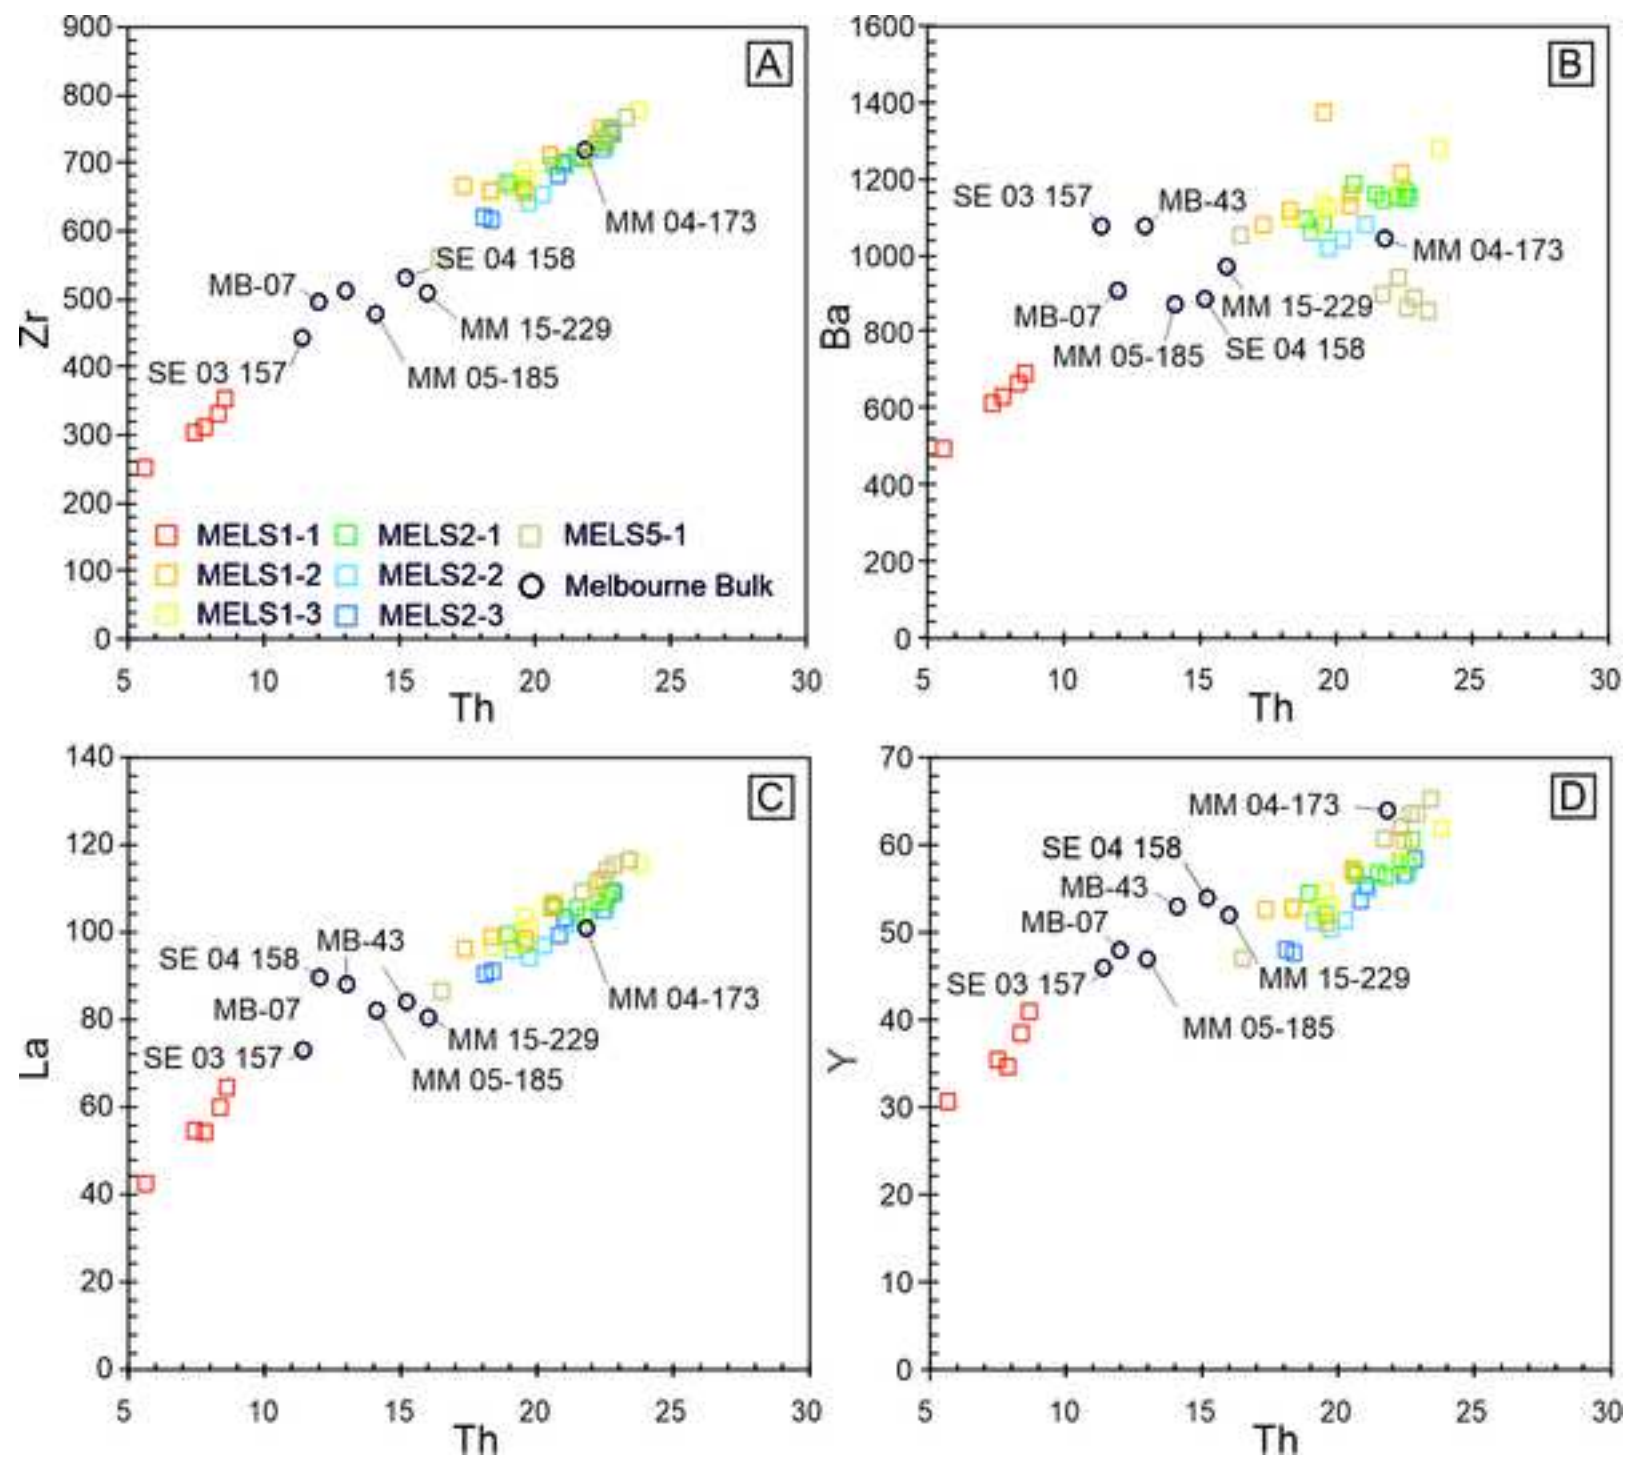 900
800
700
600
500
400
300
200
100
0
Zr
A
MM 04-173
SE 04 158
MB-07
MM 15-229
SE 03 157
MM 05-185
MELS1-1 MELS2-1 MELS5-1
MELS1-2 MELS2-2 Melbourne Bulk
MELS1-3 MELS2-3
5 10 15 20 25 30
Th
1600
1400
1200
1000
800
600
400
200
0
Ba
B
SE 03 157 MB-43
MM 04-173
MB-07 MM 15-229
MM 05-185 SE 04 158
5 10 15 20 25 30
Th
140
120
100
80
60
40
20
0
La
C
SE 04 158 MB-43
MB-07 MM 04-173
SE 03 157 MM 15-229
MM 05-185
5 10 15 20 25 30
Th
70
60
50
40
30
20
10
0
Y
D
MM 04-173
SE 04 158
MB-43
MB-07
SE 03 157 MM 15-229
MM 05-185
5 10 15 20 25 30
Th